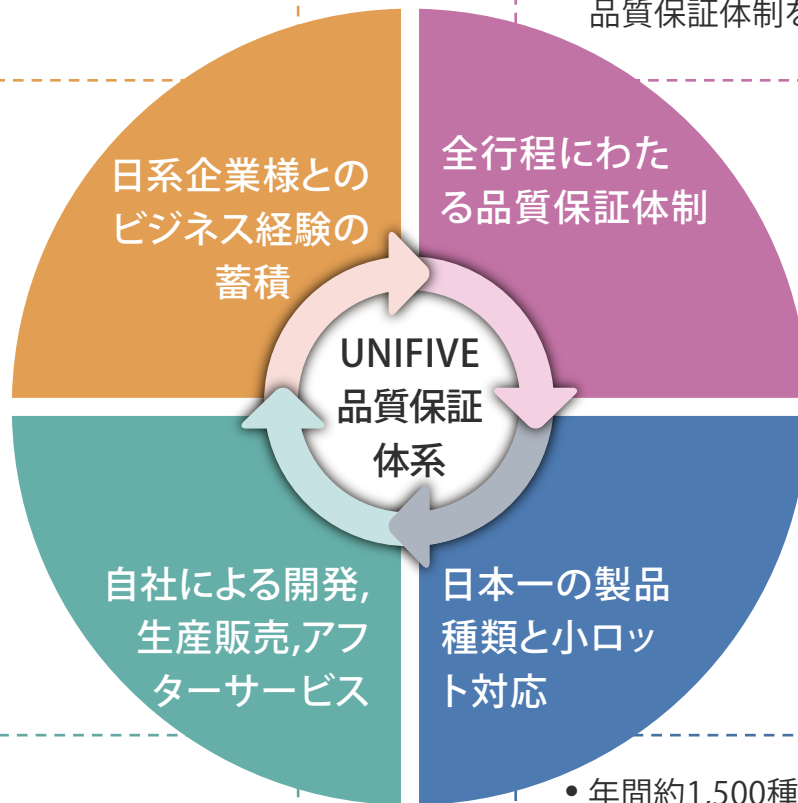 品質保証体制を
日系企業様との
ビジネス経験の
蓄積
全行程にわた
る品質保証体制
UNIFIVE
品質保証
体系
自社による開発,
生産販売,アフ
ターサービス
日本一の製品
種類と小ロッ
ト対応
• 年間約1,500種